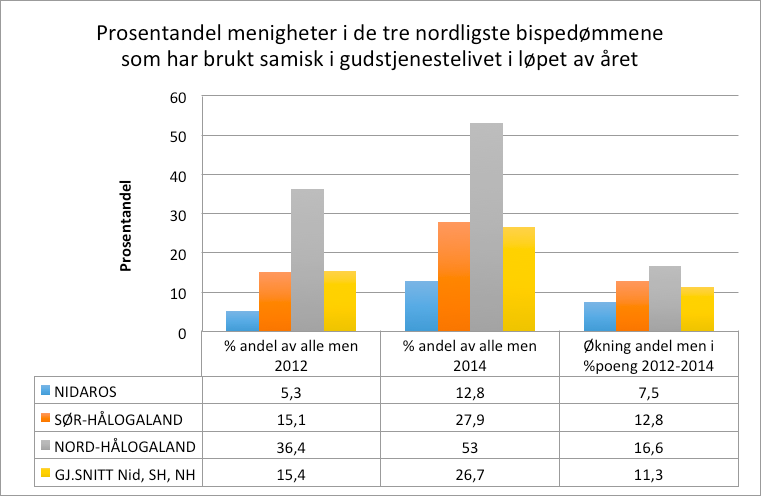 Prosentandel menigheter i de tre nordligste bispedømmene
som har brukt samisk i gudstjenestelivet i løpet av året
Prosentandel
60
50
40
30
20
10
0
% andel av alle men 2012
% andel av alle men 2014
Økning andel men i %poeng 2012-2014
NIDAROS 5,3 12,8 7,5
SØR-HÅLOGALAND 15,1 27,9 12,8
NORD-HÅLOGALAND 36,4 53 16,6
GJ.SNITT Nid, SH, NH 15,4 26,7 11,3